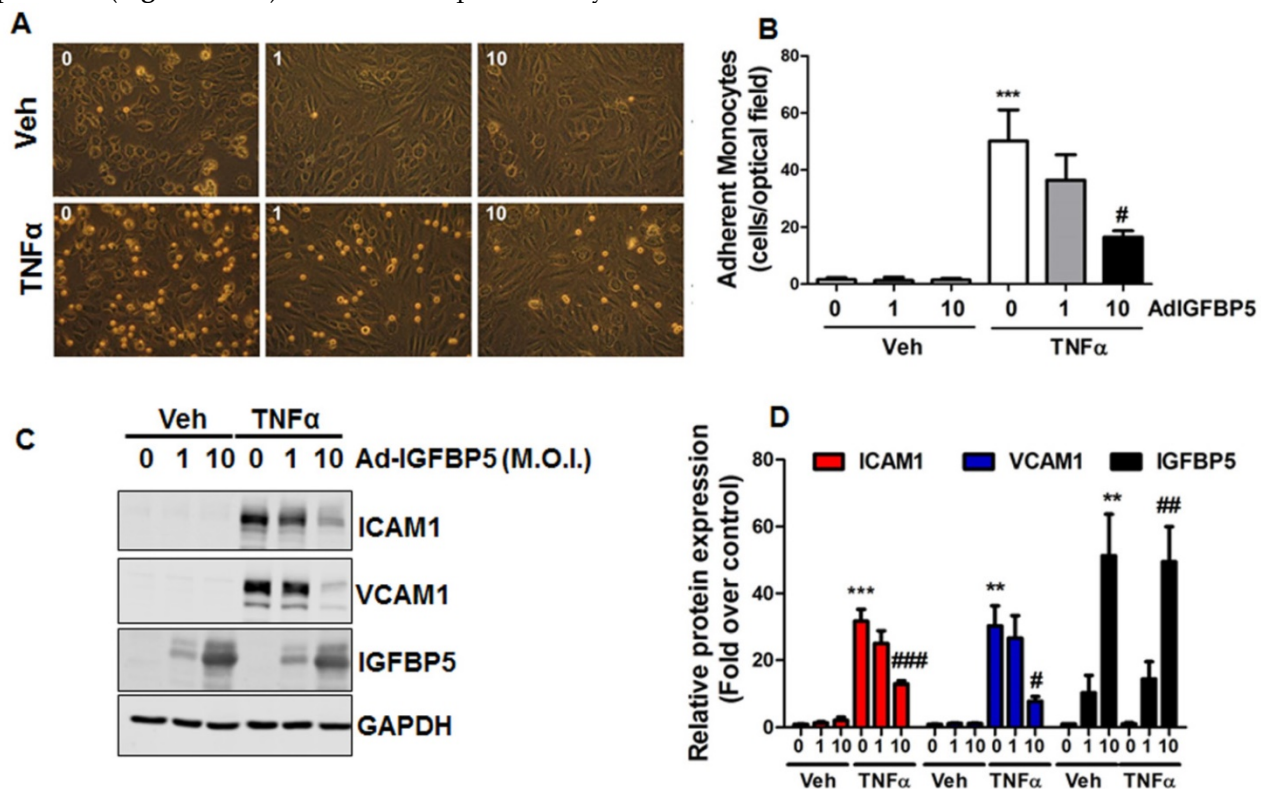 A
Veh
0
1
10
TNFα
0
1
10
B
Adherent Monocytes
(cells/optical field)
80
60
40
20
0
***
#
0 1 10 0 1 10 AdIGFBP5
Veh TNFα
C
Veh TNFα
0 1 10 0 1 10 Ad-IGFBP5 (M.O.I.)
ICAM1
VCAM1
IGFBP5
GAPDH
D
Relative protein expression
(Fold over control)
ICAM1 VCAM1 IGFBP5
80
60
40
20
0
***
###
**
#
**
##
0 1 10 0 1 10 0 1 10 0 1 10 0 1 10 0 1 10
Veh TNFα Veh TNFα Veh TNFα